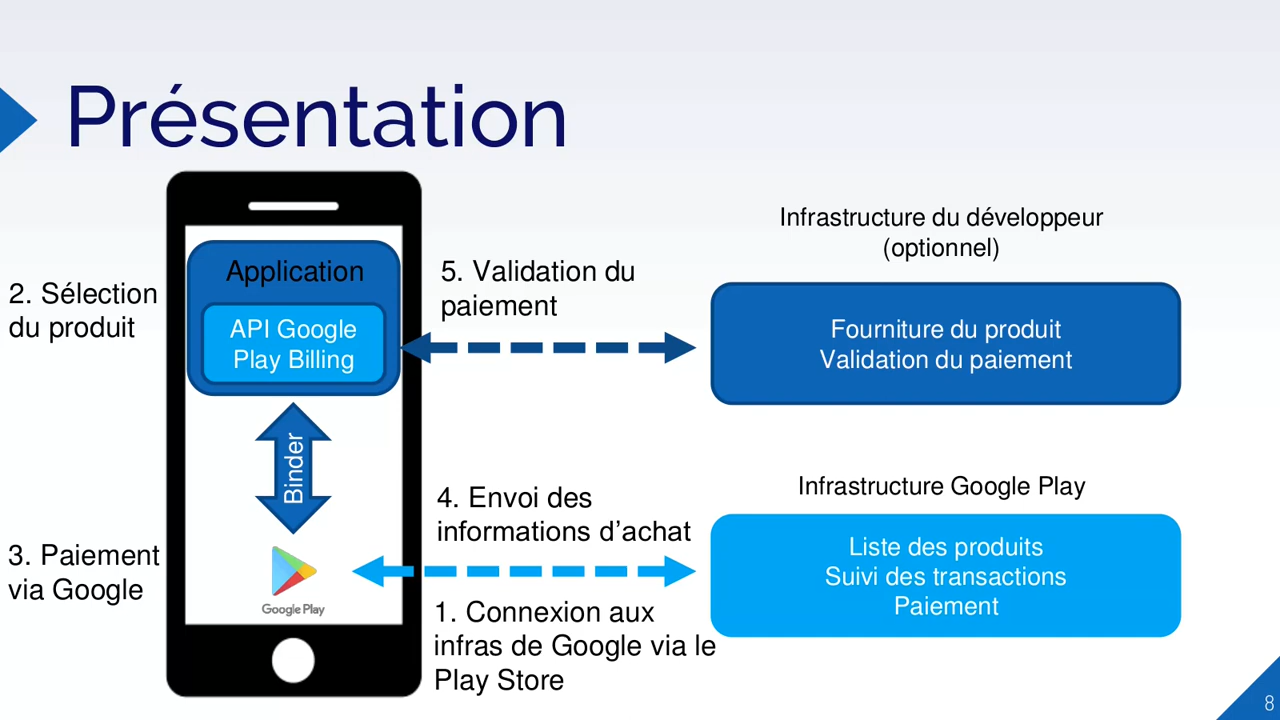 Présentation
2. Sélection
du produit
Application
API Google
Play Billing
Binder
3. Paiement
via Google
Google Play
5. Validation du
paiement
4. Envoi des
informations d’achat
1. Connexion aux
infras de Google via le
Play Store
Infrastructure du développeur
(optionnel)
Fourniture du produit
Validation du paiement
Infrastructure Google Play
Liste des produits
Suivi des transactions
Paiement
8